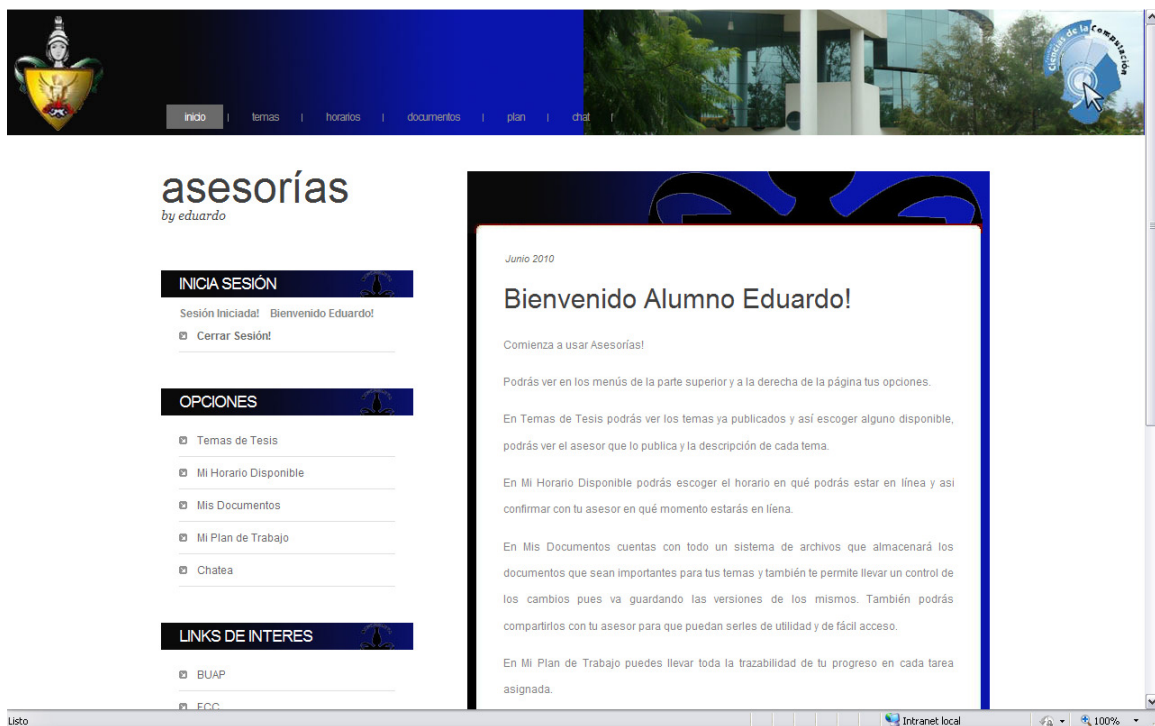 Ciencias de la Computación
inicio | temas | horarios | documentos | plan | chat |
asesorías
by eduardo
INICIA SESIÓN
Sesión Iniciada! Bienvenido Eduardo!
Cerrar Sesión!
OPCIONES
Temas de Tesis
Mi Horario Disponible
Mis Documentos
Mi Plan de Trabajo
Chatea
LINKS DE INTERES
BUAP
FCC
Junio 2010
Bienvenido Alumno Eduardo!
Comienza a usar Asesorías!
Podrás ver en los menús de la parte superior y a la derecha de la página tus opciones.
En Temas de Tesis podrás ver los temas ya publicados y así escoger alguno disponible,
podrás ver el asesor que lo publica y la descripción de cada tema.
En Mi Horario Disponible podrás escoger el horario en qué podrás estar en línea y asi
confirmar con tu asesor en qué momento estarás en líena.
En Mis Documentos cuentas con todo un sistema de archivos que almacenará los
documentos que sean importantes para tus temas y también te permite llevar un control de
los cambios pues va guardando las versiones de los mismos. También podrás
compartirlos con tu asesor para que puedan serles de utilidad y de fácil acceso.
En Mi Plan de Trabajo puedes llevar toda la trazabilidad de tu progreso en cada tarea
asignada.
Listo
Intranet local
100%